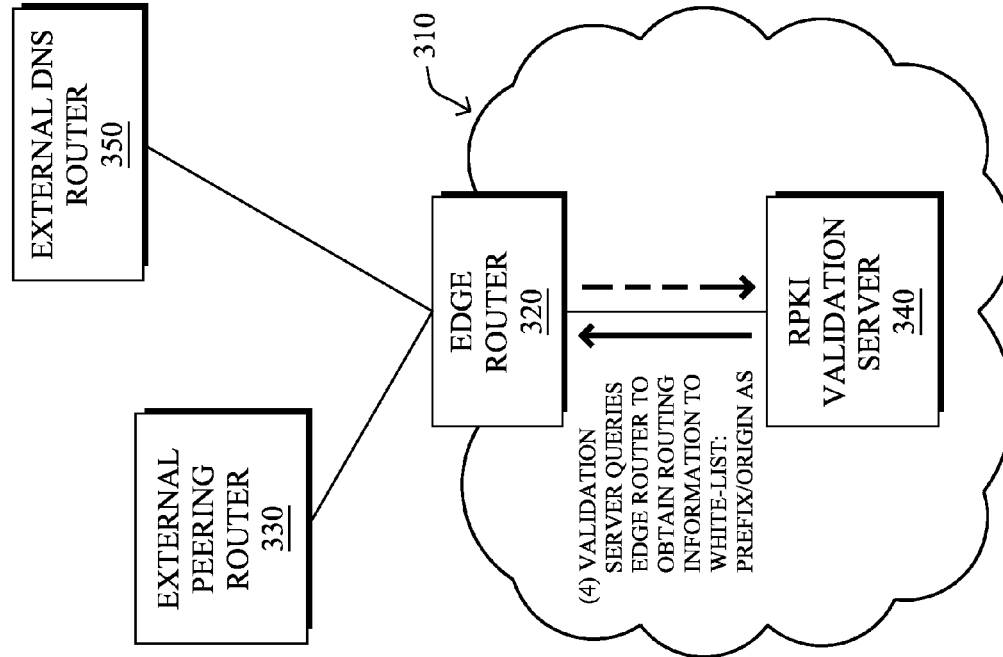 EXTERNAL DNS
ROUTER
350
310
EXTERNAL
PEERING
ROUTER
330
EDGE
ROUTER
320
(4) VALIDATION
SERVER QUERIES
EDGE ROUTER TO
OBTAIN ROUTING
INFORMATION TO
WHITE-LIST:
PREFIX/ORIGIN AS
RPKI
VALIDATION
SERVER
340